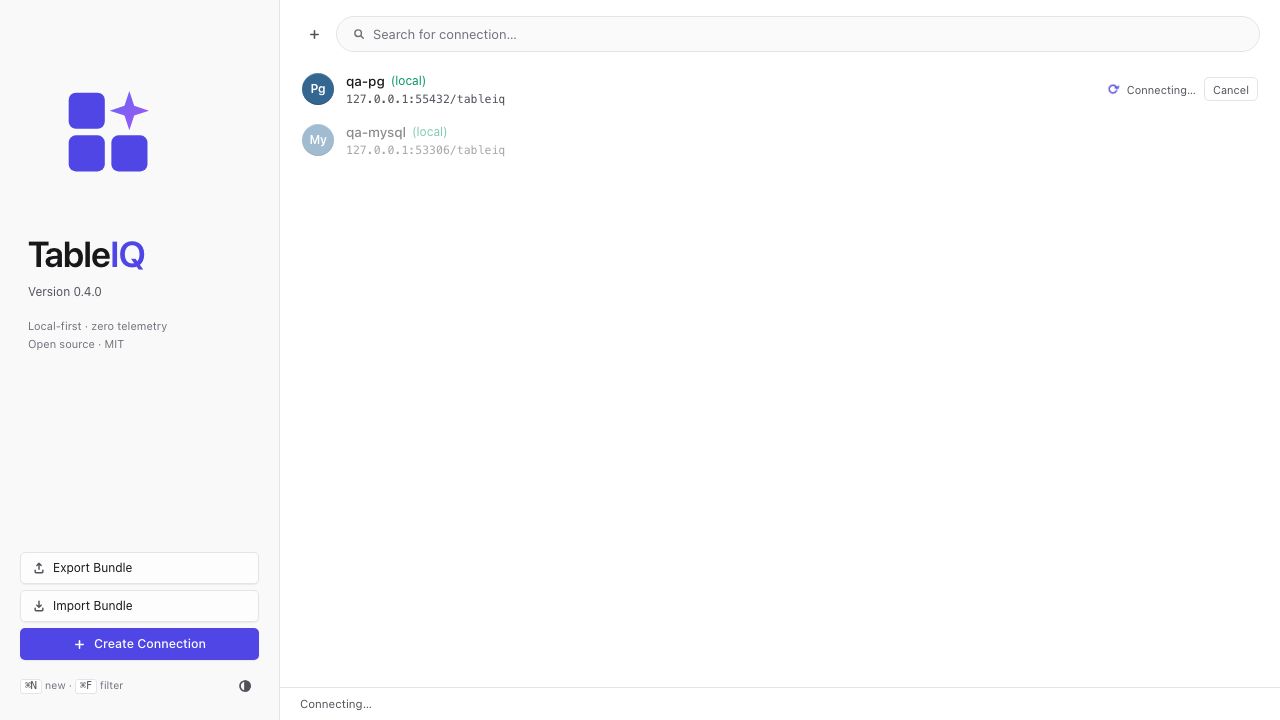 TableIQ
Version 0.4.0
Local-first · zero telemetry
Open source · MIT
Export Bundle
Import Bundle
Create Connection
⌘N new · ⌘F filter
Search for connection...
Pg
qa-pg (local)
127.0.0.1:55432/tableiq
Connecting...
Cancel
My
qa-mysql (local)
127.0.0.1:53306/tableiq
Connecting...